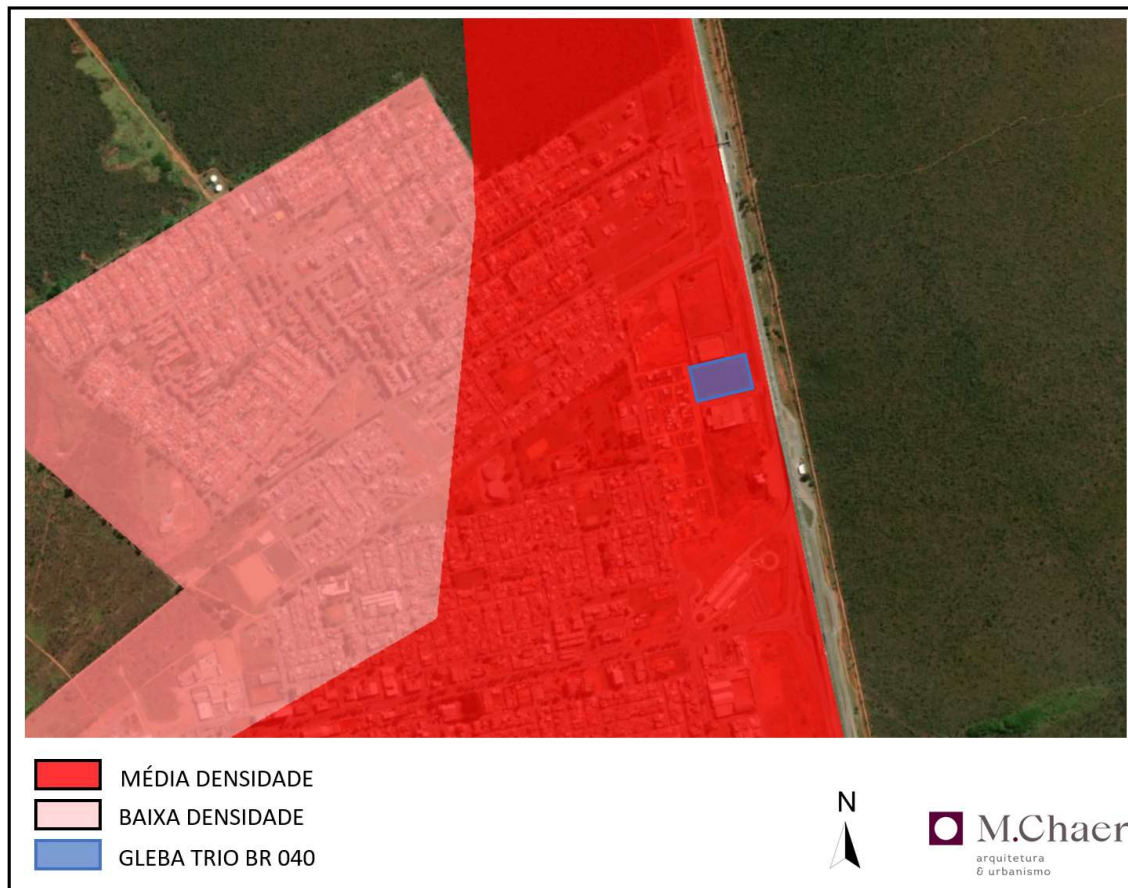 MÉDIA DENSIDADE
BAIXA DENSIDADE
GLEBA TRIO BR 040
N
M.Chaer
arquitetura
& urbanismo